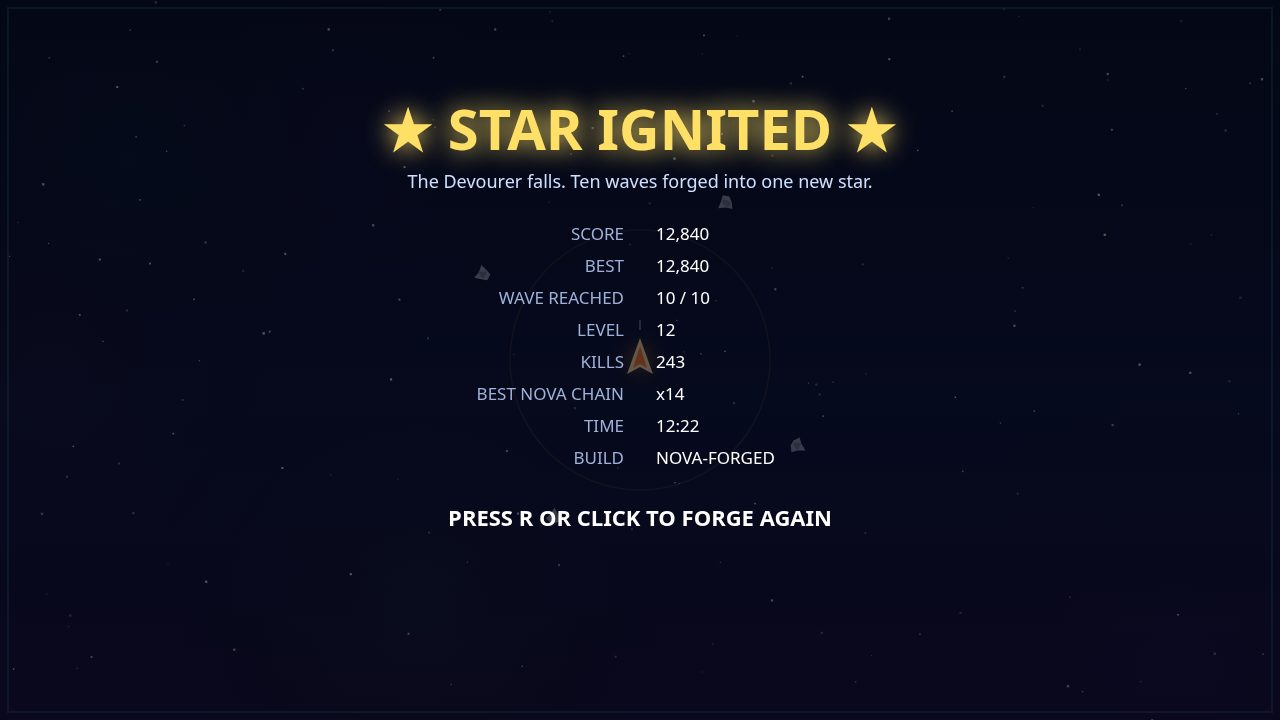 ★ STAR IGNITED ★
The Devourer falls. Ten waves forged into one new star.
SCORE 12,840
BEST 12,840
WAVE REACHED 10 / 10
LEVEL 12
KILLS 243
BEST NOVA CHAIN x14
TIME 12:22
BUILD NOVA-FORGED
PRESS R OR CLICK TO FORGE AGAIN